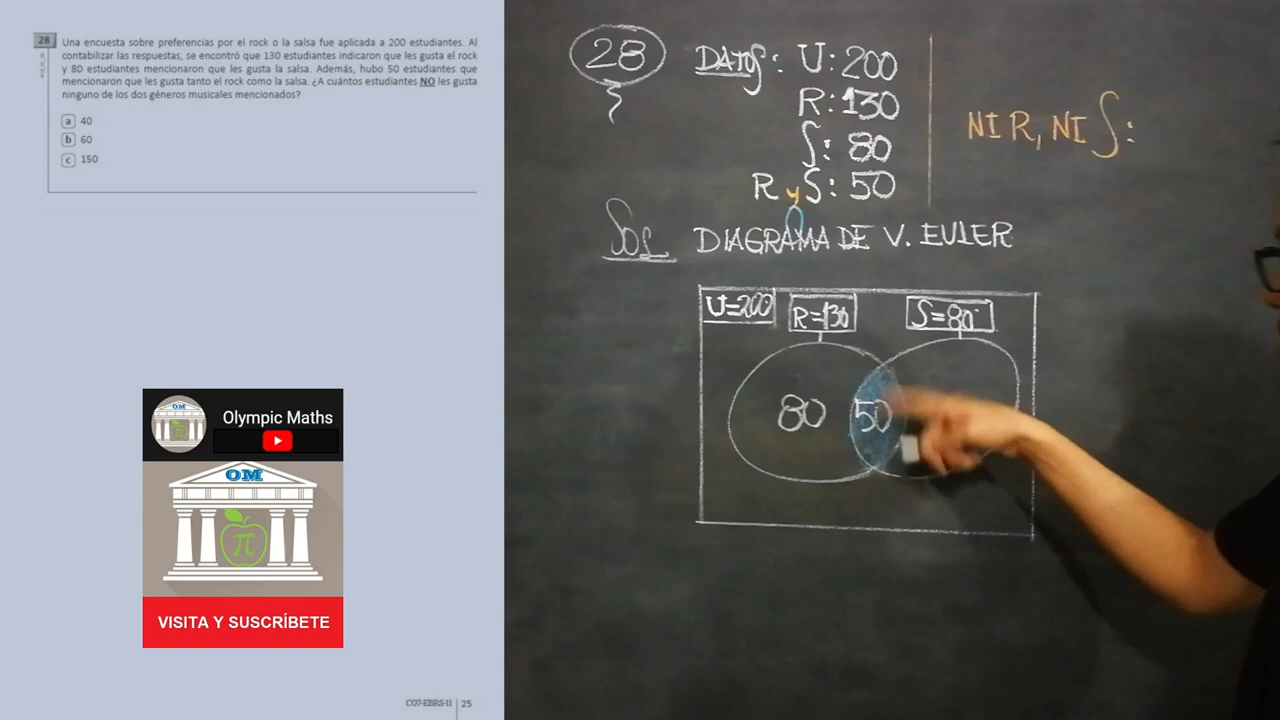 28
Una encuesta sobre preferencias por el rock o la salsa fue aplicada a 200 estudiantes. Al
contabilizar las respuestas, se encontró que 130 estudiantes indicaron que les gusta el rock
y 80 estudiantes mencionaron que les gusta la salsa. Además, hubo 50 estudiantes que
mencionaron que les gusta tanto el rock como la salsa. ¿A cuántos estudiantes NO les gusta
ninguno de los dos géneros musicales mencionados?
a 40
b 60
c 150
OM
Olympic Maths
OM
π
VISITA Y SUSCRÍBETE
C07-EBRS-11 25
28
DATOS: U: 200
R: 130
S: 80
R y S: 50
NI R, NI S:
SOL DIAGRAMA DE V. EULER
U=200 R=130 S=80
80 50